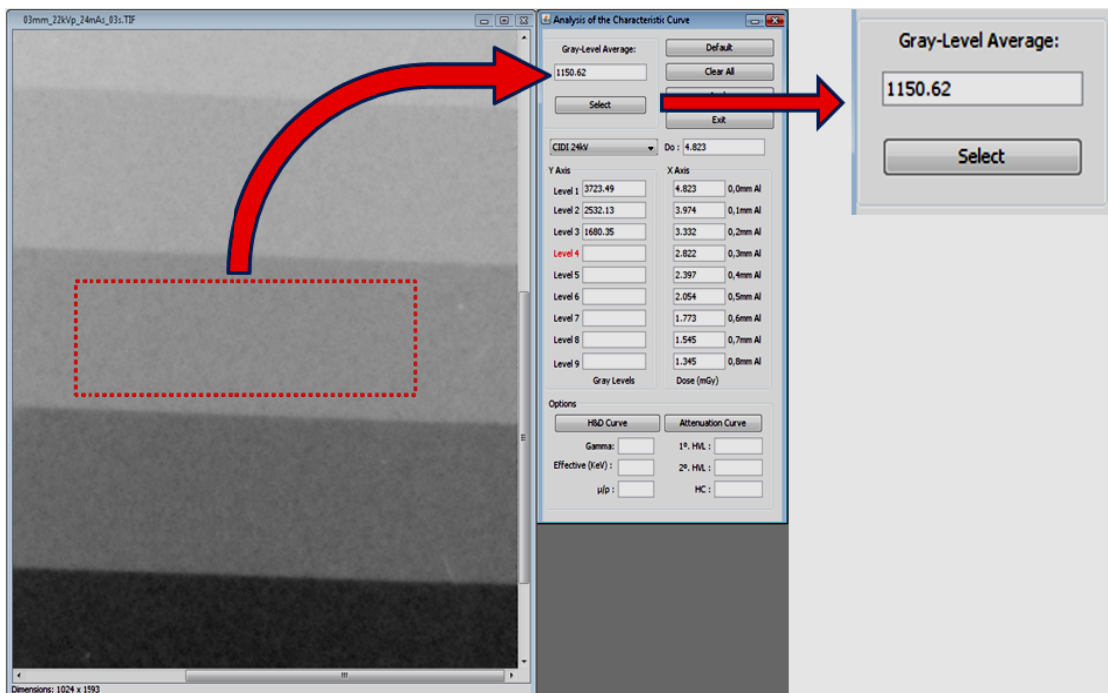 03mm_22kVp_24mAs_03s.TIF
Dimensions: 1024 x 1593
Analysis of the Characteristic Curve
Gray-Level Average:
1150.62
Select
Default
Clear All
Exit
CIDI 24kV
Do : 4.823
Y Axis X Axis
Level 1 3723.49 4.823 0,0mm Al
Level 2 2532.13 3.974 0,1mm Al
Level 3 1680.35 3.332 0,2mm Al
Level 4 2.822 0,3mm Al
Level 5 2.397 0,4mm Al
Level 6 2.054 0,5mm Al
Level 7 1.773 0,6mm Al
Level 8 1.545 0,7mm Al
Level 9 1.345 0,8mm Al
Gray Levels Dose (mGy)
Options
H&D Curve Attenuation Curve
Gamma: 1º. HVL :
Effective (KeV) : 2º. HVL :
μ/ρ : HC :
Gray-Level Average:
1150.62
Select